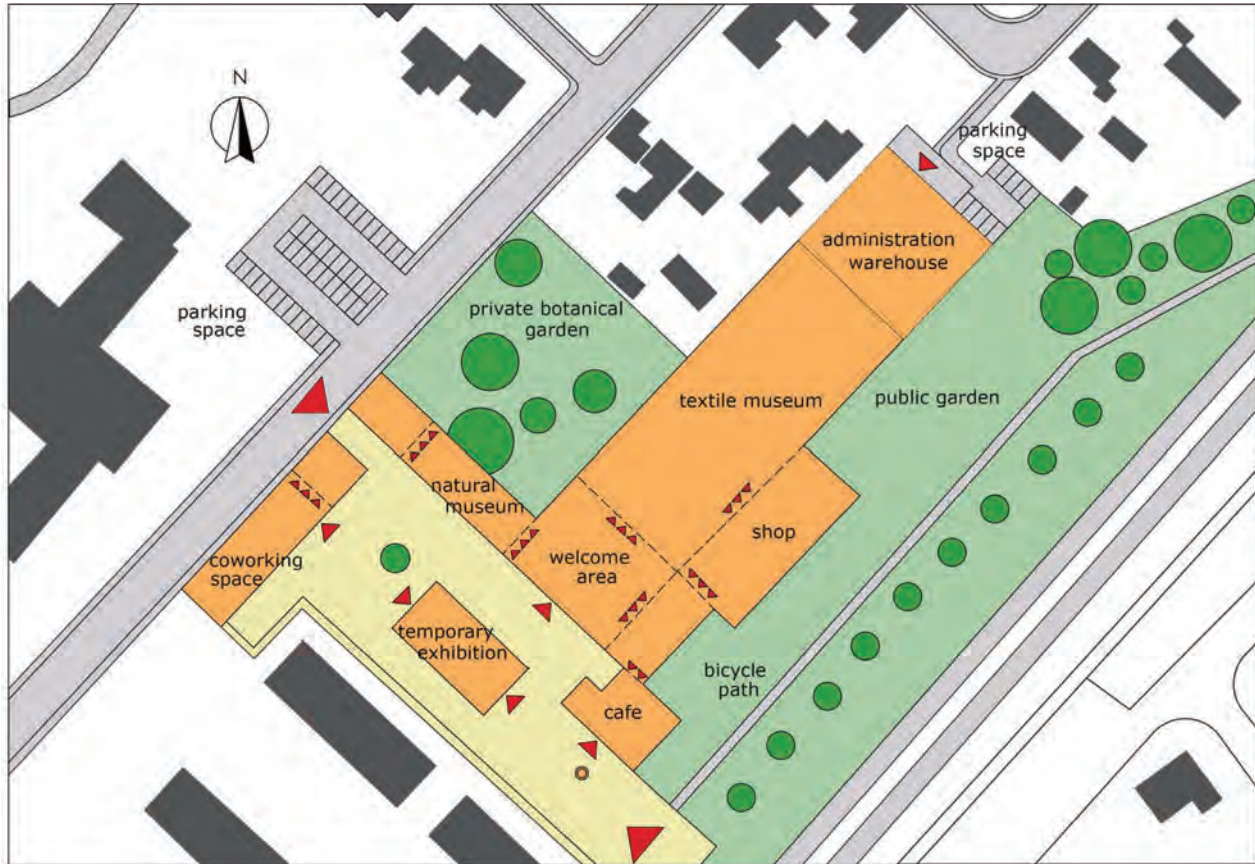 N
parking
space
administration
warehouse
private botanical
garden
parking
space
textile museum
public garden
natural
museum
shop
welcome
area
coworking
space
temporary
exhibition
bicycle
path
cafe